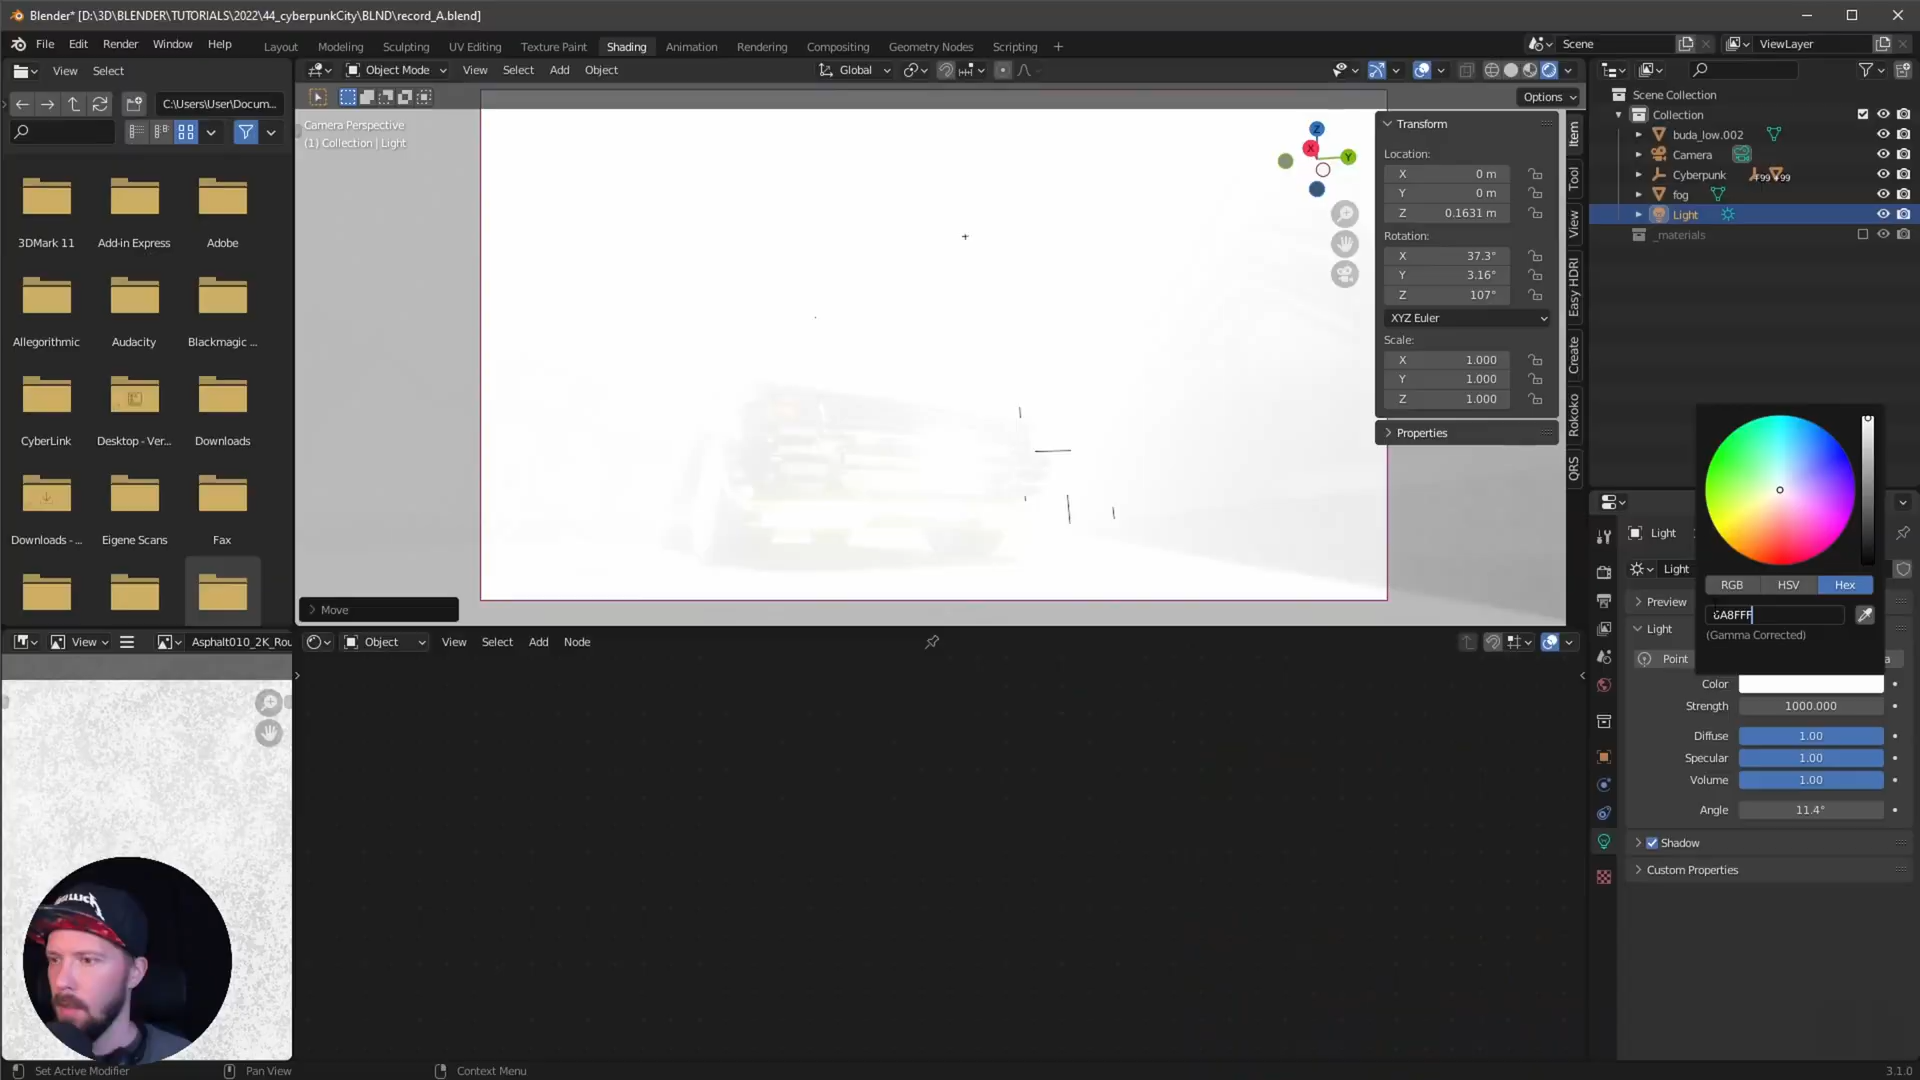 Blender* [D:\3D\BLENDER\TUTORIALS\2022\44_cyberpunkCity\BLND\record_A.blend]
File Edit Render Window Help
Layout Modeling Sculpting UV Editing Texture Paint Shading Animation Rendering Compositing Geometry Nodes Scripting +
Scene
ViewLayer
View Select
Object Mode View Select Add Object
Global
C:\Users\User\Docum...
Options
Camera Perspective
(1) Collection | Light
3DMark 11 Add-in Express Adobe
Allegorithmic Audacity Blackmagic ...
CyberLink Desktop - Ver... Downloads
Downloads - ... Eigene Scans Fax
Z
X
Y
Transform
Location:
X 0 m
Y 0 m
Z 0.1631 m
Rotation:
X 37.3°
Y 3.16°
Z 107°
XYZ Euler
Scale:
X 1.000
Y 1.000
Z 1.000
Properties
Item
Tool
View
Easy HDRI
Create
Rokoko
QRS
Move
Scene Collection
Collection
buda_low.002
Camera
Cyberpunk
fog
Light
_materials
Light
Light
Preview
Light
RGB HSV Hex
(Gamma Corrected)
Point
Color
Strength 1000.000
Diffuse 1.00
Specular 1.00
Volume 1.00
Angle 11.4°
Shadow
Custom Properties
View
Asphalt010_2K_Rou
Object View Select Add Node
Set Active Modifier Pan View Context Menu
3.1.0